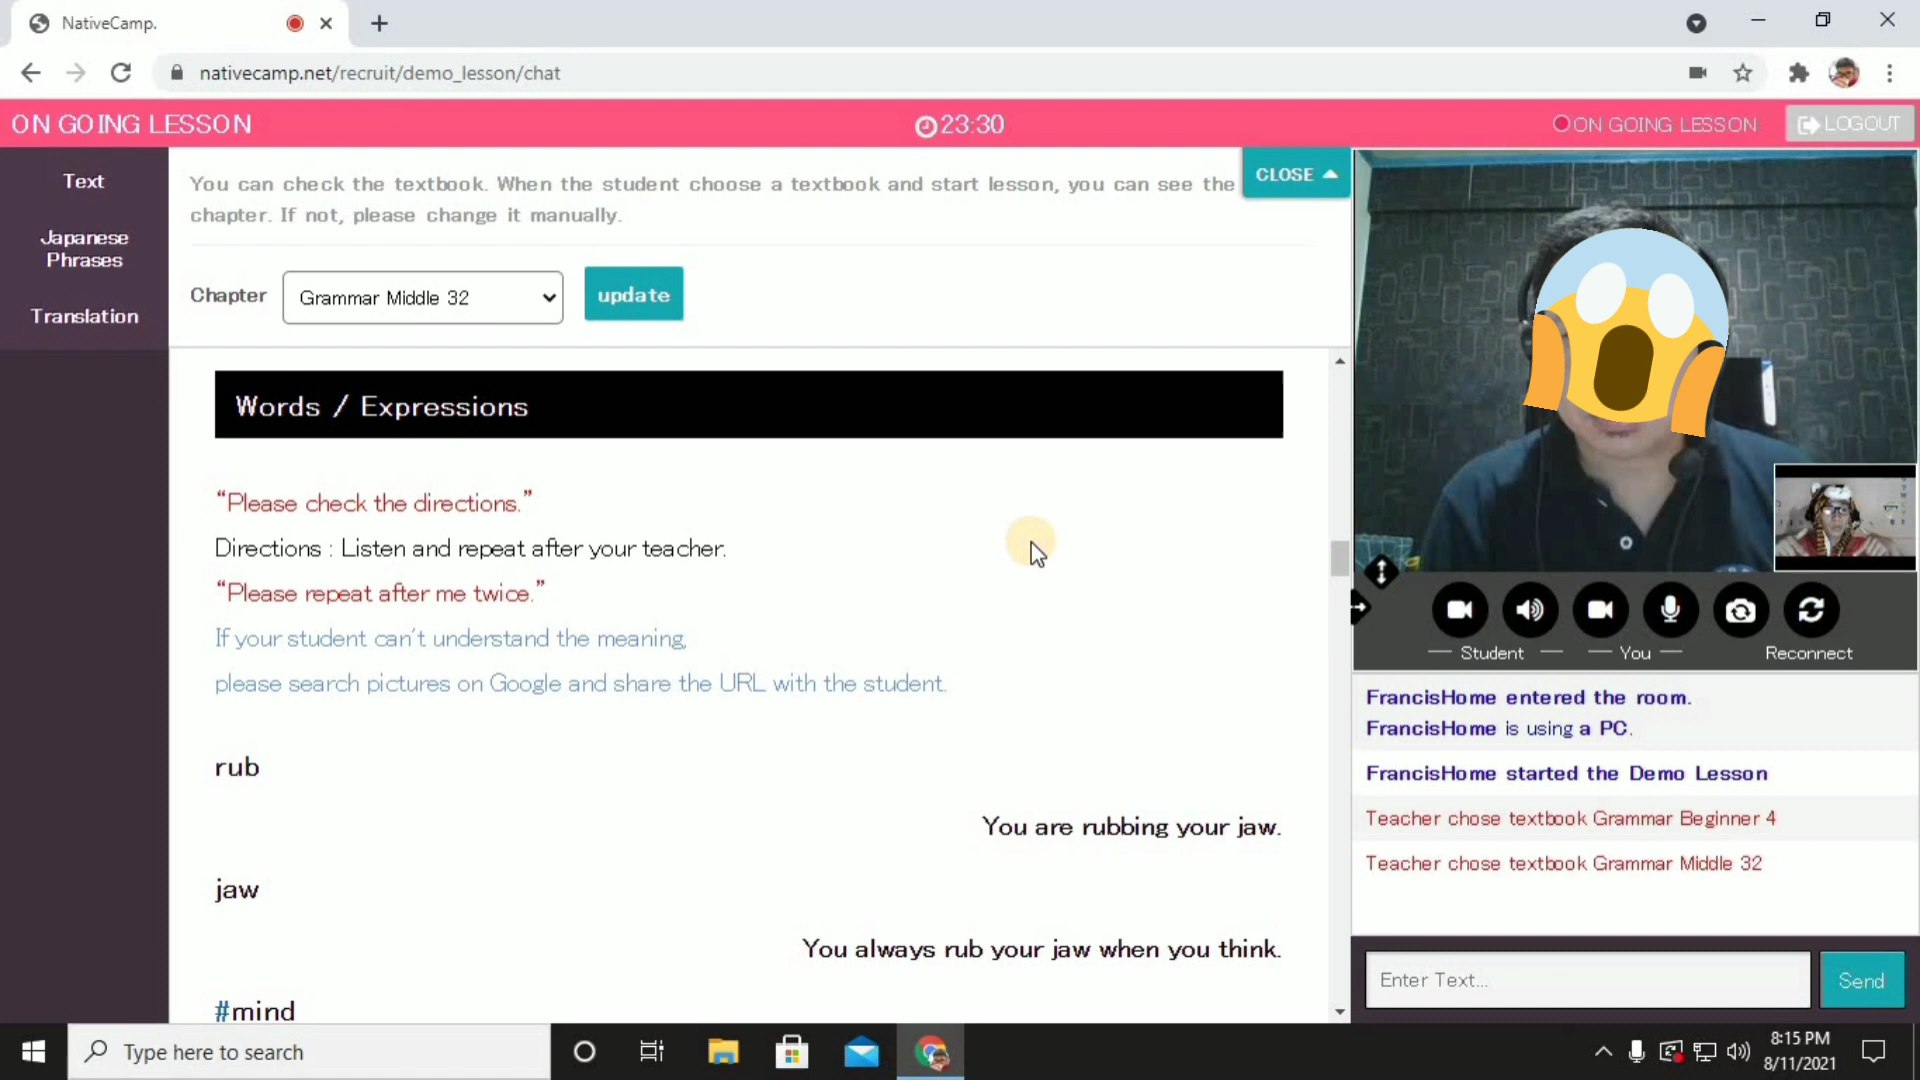 NativeCamp.
nativecamp.net/recruit/demo_lesson/chat
ON GOING LESSON
23:30
ON GOING LESSON
LOGOUT
Text
Japanese
Phrases
Translation
You can check the textbook. When the student choose a textbook and start lesson, you can see the
chapter. If not, please change it manually.
CLOSE
Chapter
Grammar Middle 32
update
Words / Expressions
“Please check the directions.”
Directions : Listen and repeat after your teacher.
“Please repeat after me twice.”
If your student can't understand the meaning,
please search pictures on Google and share the URL with the student.
rub
You are rubbing your jaw.
jaw
You always rub your jaw when you think.
#mind
Student
You
Reconnect
FrancisHome entered the room.
FrancisHome is using a PC.
FrancisHome started the Demo Lesson
Teacher chose textbook Grammar Beginner 4
Teacher chose textbook Grammar Middle 32
Enter Text...
Send
Type here to search
8:15 PM
8/11/2021